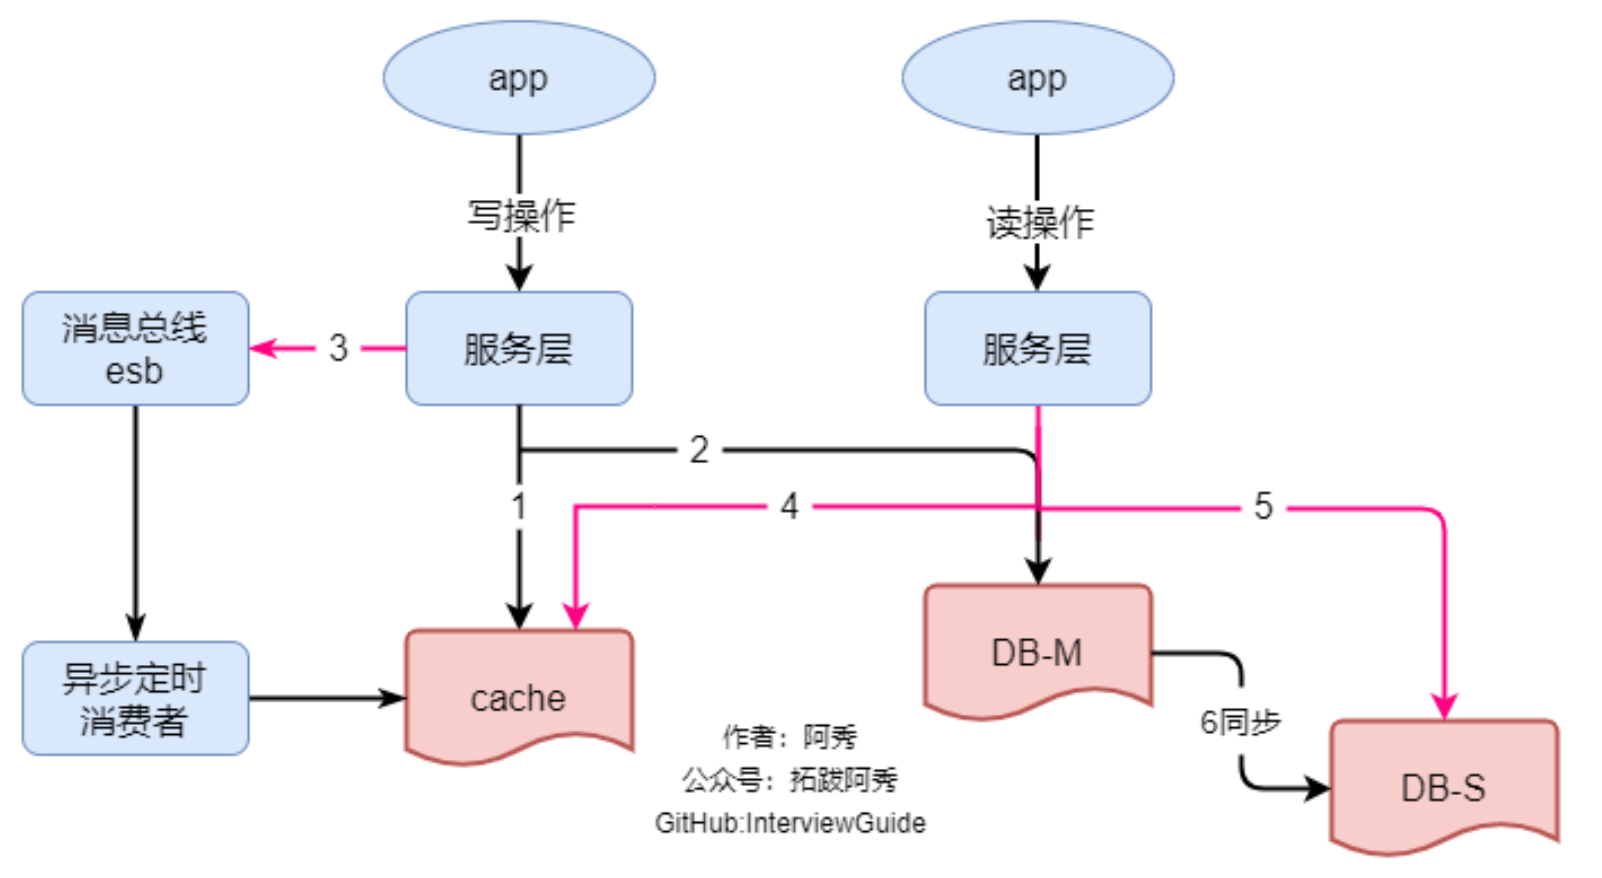 app
app
写操作
读操作
消息总线
esb
3
服务层
服务层
2
1
4
5
异步定时
消费者
cache
DB-M
6同步
DB-S
作者：阿秀
公众号：拓跋阿秀
GitHub:InterviewGuide